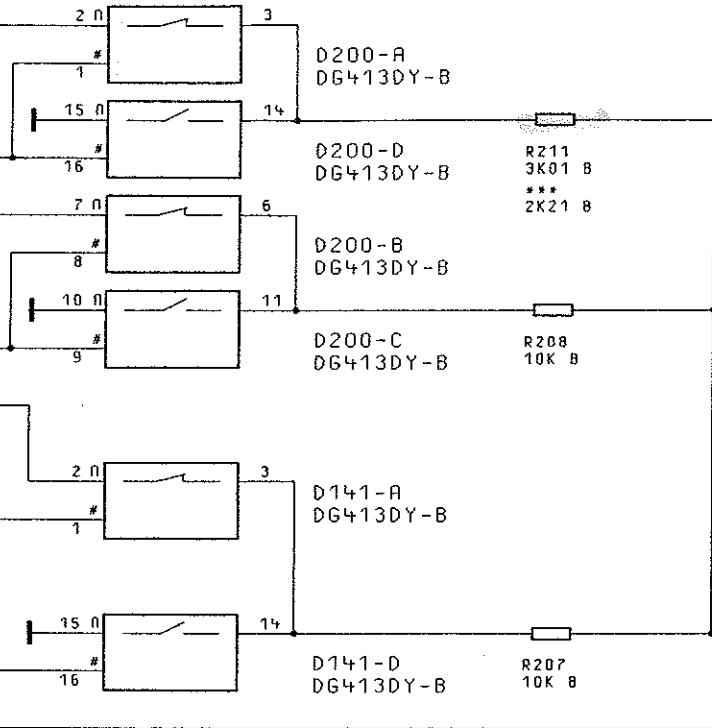 2 n 3
#
1
D200-A
DG413DY-B
15 n 14
#
16
D200-D
DG413DY-B
R211
3K01 B
***
2K21 B
7 n 6
#
8
D200-B
DG413DY-B
10 n 11
#
9
D200-C
DG413DY-B
R208
10K B
2 n 3
#
1
D141-A
DG413DY-B
15 n 14
#
16
D141-D
DG413DY-B
R207
10K B